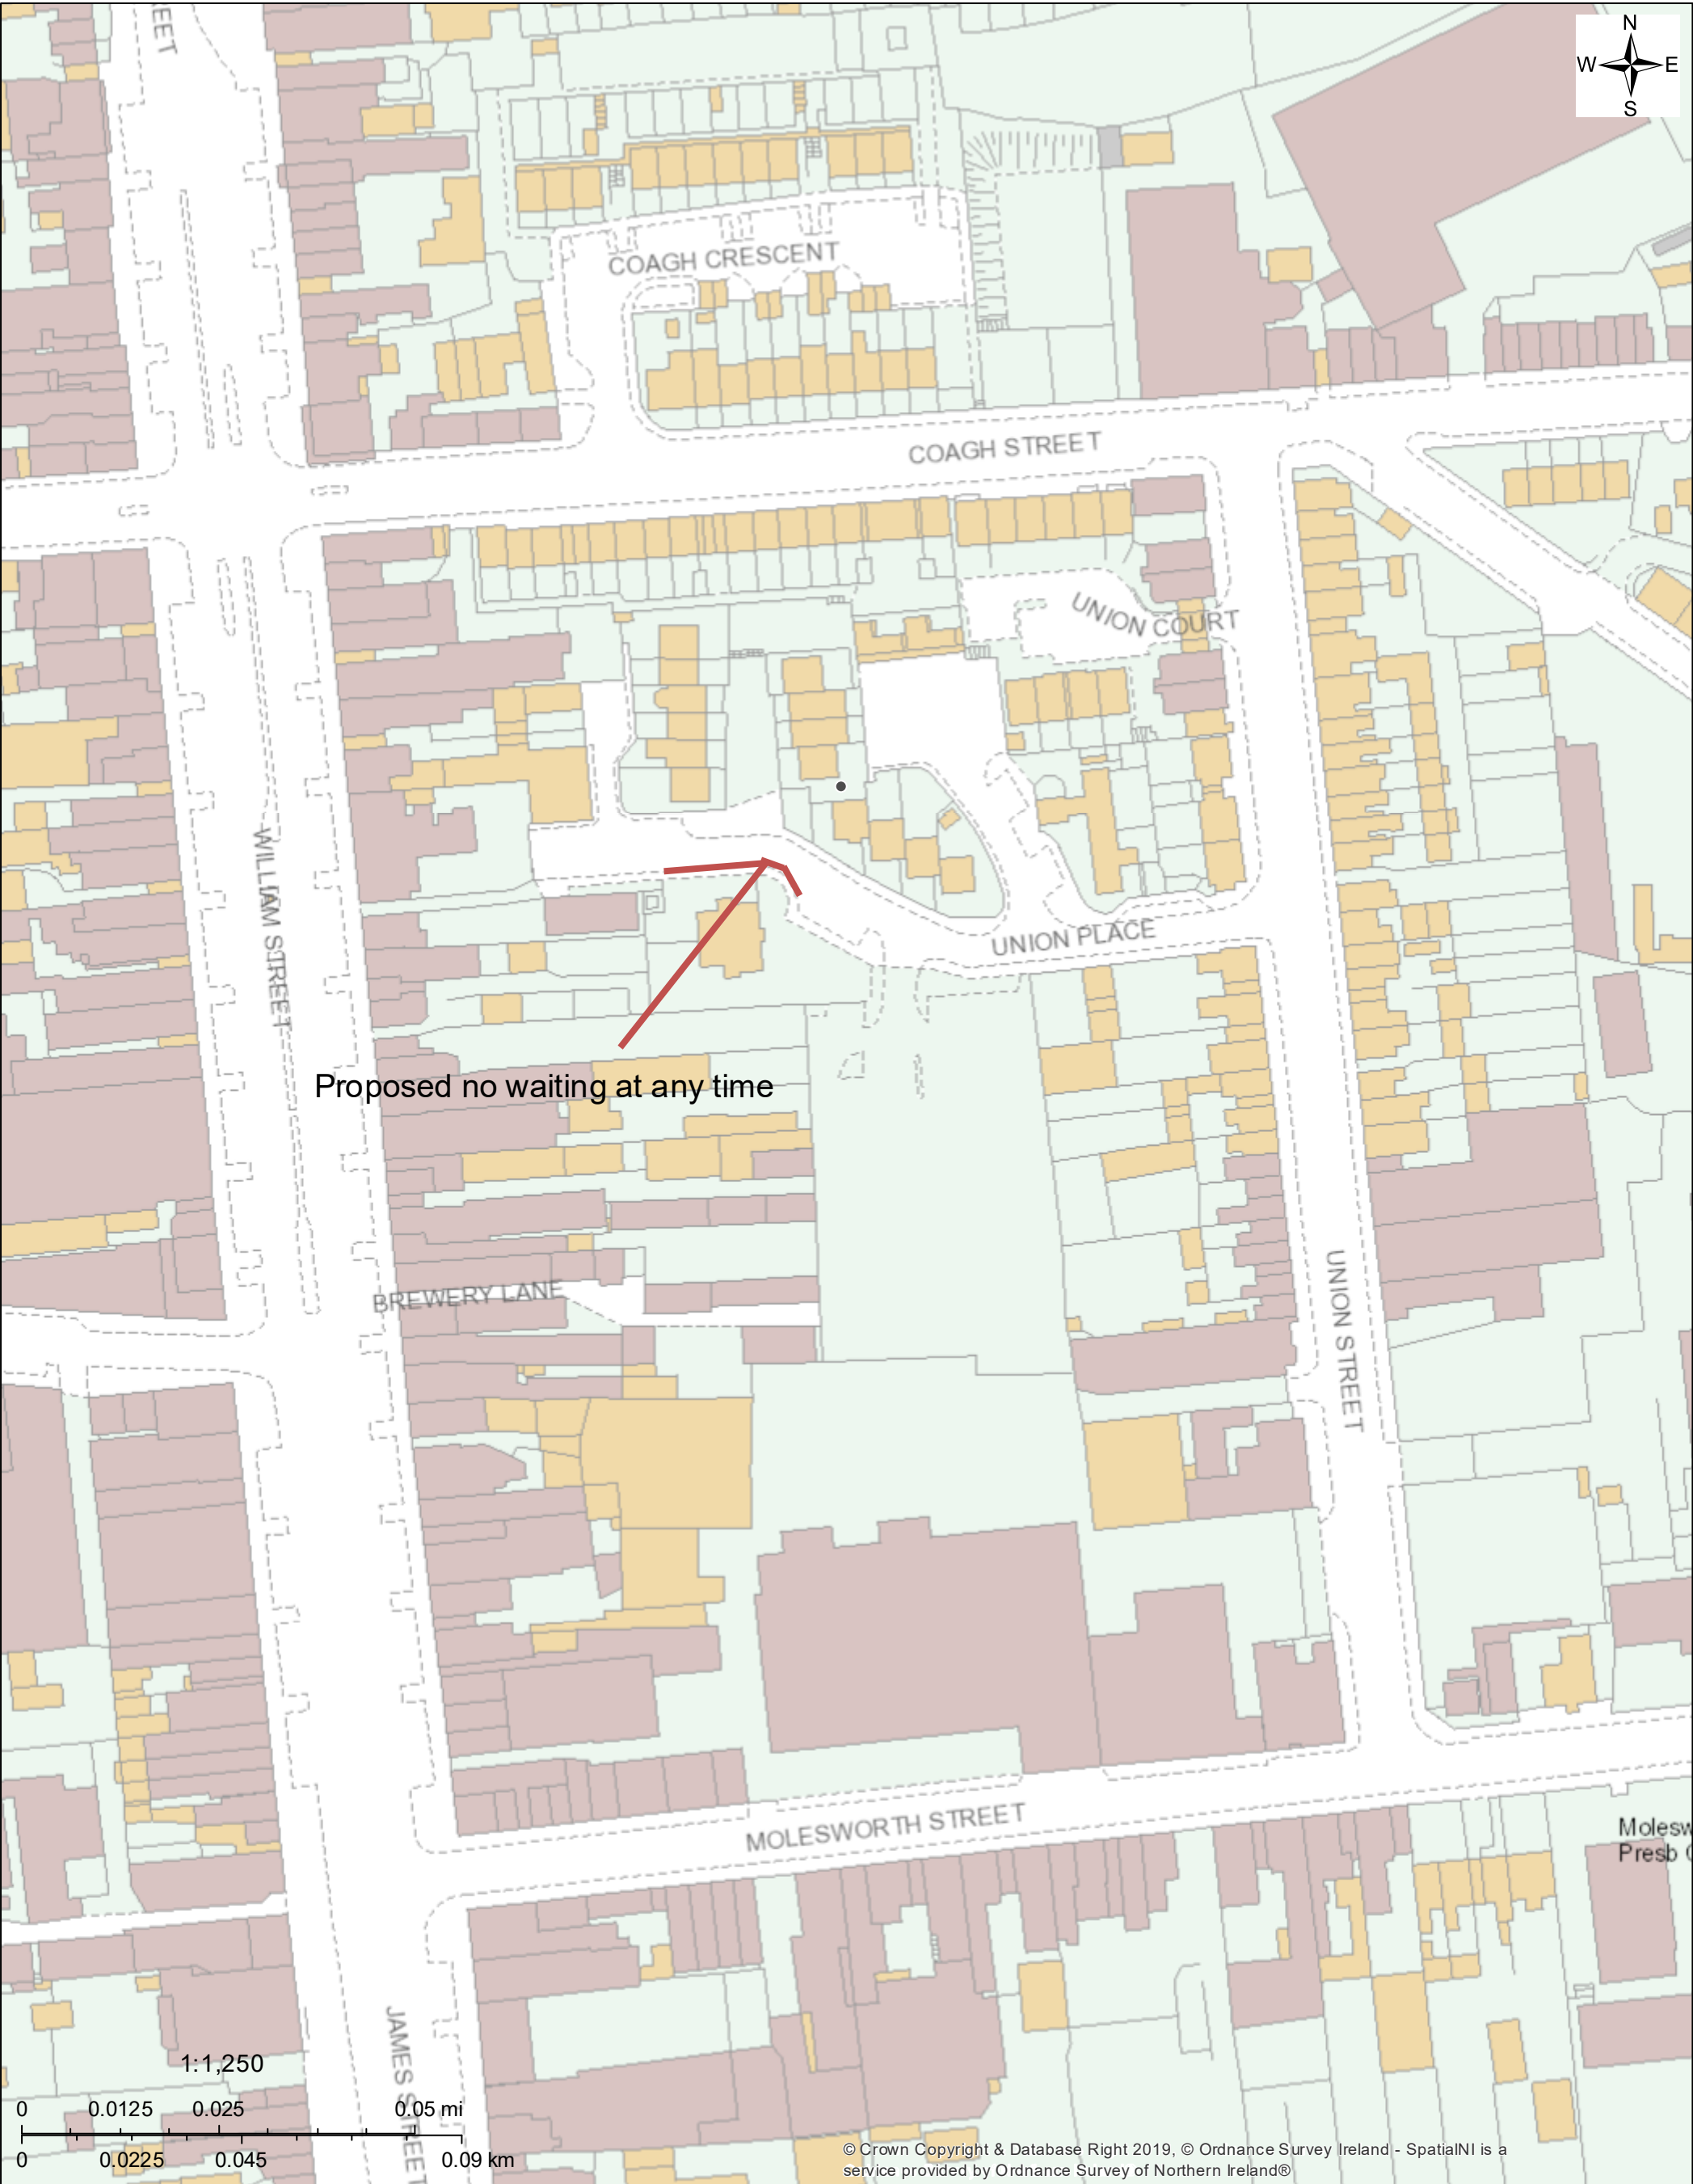 N
W E
S
COAGH CRESCENT
COAGH STREET
UNION COURT
WILLIAM STREET
UNION PLACE
Proposed no waiting at any time
BREWERY LANE
UNION STREET
MOLESWORTH STREET
Presb
JAMES STREET
1:1,250
0 0.0125 0.025 0.05 mi
0 0.0225 0.045 0.09 km
© Crown Copyright & Database Right 2019, © Ordnance Survey Ireland - SpatialNI is a
service provided by Ordnance Survey of Northern Ireland®